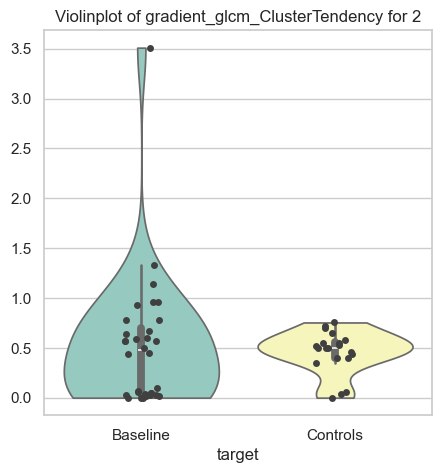 Violinplot of gradient_glcm_ClusterTendency for 2
3.5
3.0
2.5
2.0
1.5
1.0
0.5
0.0
Baseline Controls
target